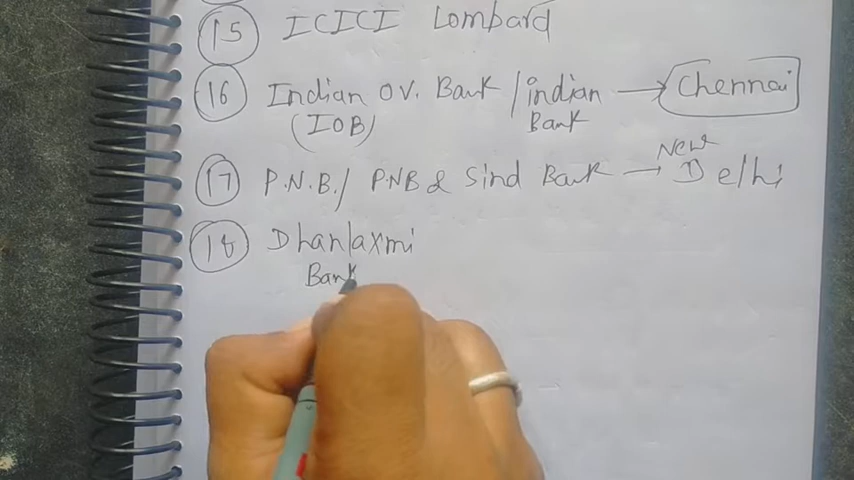 15 ICICI Lombard
16 Indian OV. Bank / indian Bank → Chennai
(IOB)
17 P.N.B. / PNB & Sind Bank → New Delhi
18 Dhanlaxmi
Bank